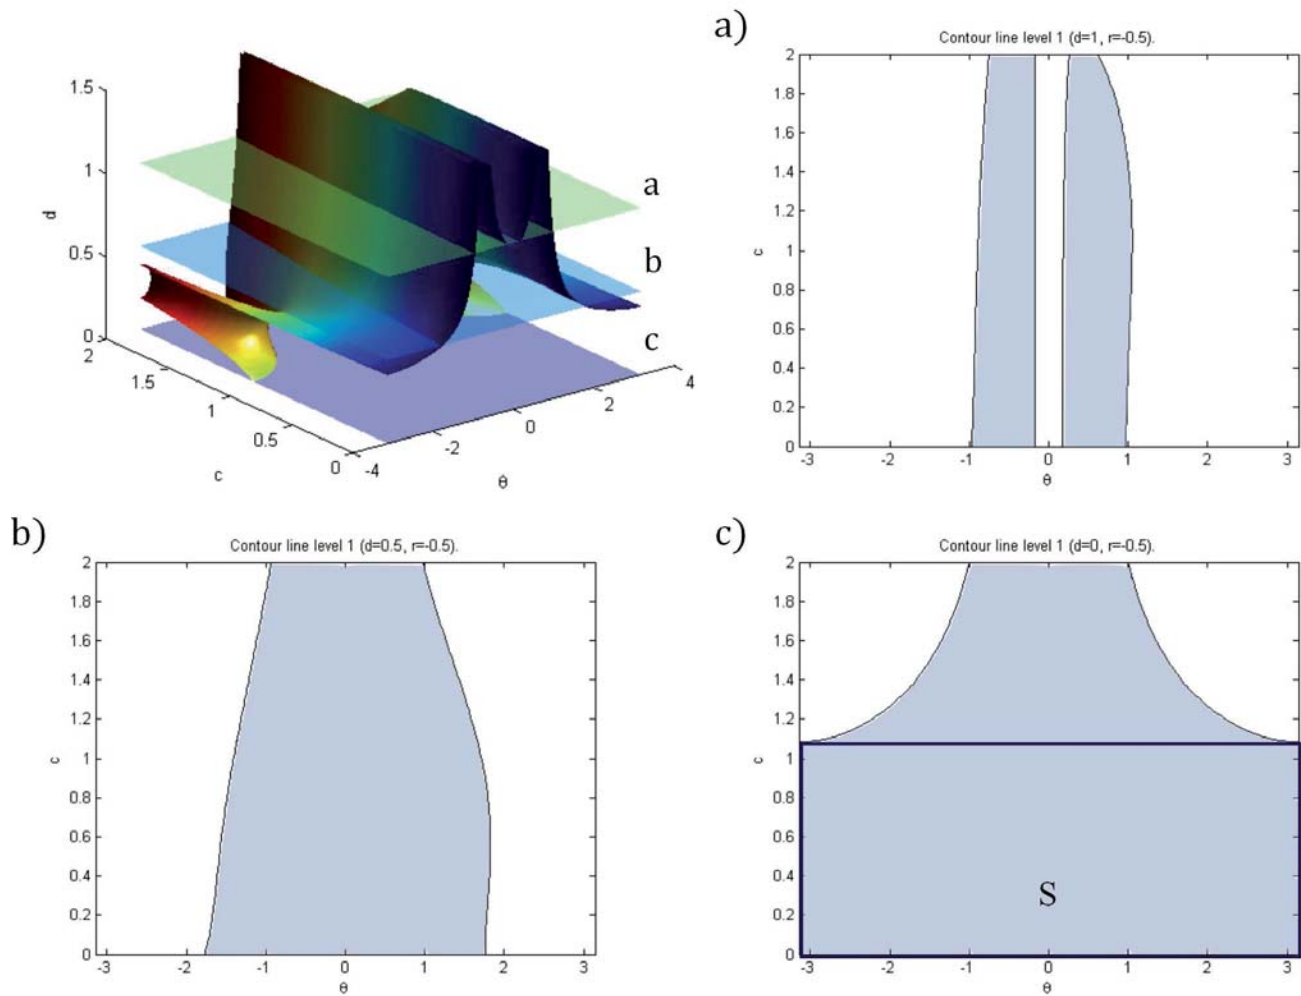 a)
Contour line level 1 (d=1, r=-0.5).
2
1.8
1.6
1.4
1.2
1
0.8
0.6
0.4
0.2
0
c
-3 -2 -1 0 1 2 3
θ
1.5
1
0.5
0
d
a
b
c
2
1.5
1
0.5
0
c
-4
-2
0
2
4
θ
b)
Contour line level 1 (d=0.5, r=-0.5).
2
1.8
1.6
1.4
1.2
1
0.8
0.6
0.4
0.2
0
c
-3 -2 -1 0 1 2 3
θ
c)
Contour line level 1 (d=0, r=-0.5).
2
1.8
1.6
1.4
1.2
1
0.8
0.6
0.4
0.2
0
c
S
-3 -2 -1 0 1 2 3
θ